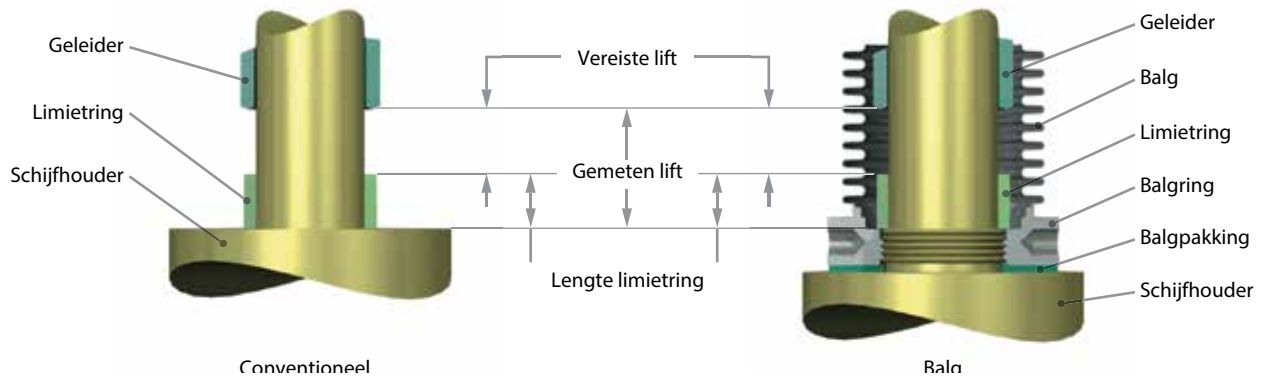 Geleider
Limietring
Schijfhouder
Vereiste lift
Gemeten lift
Lengte limietring
Geleider
Balg
Limietring
Balgring
Balgpakking
Schijfhouder
Conventioneel
Balg